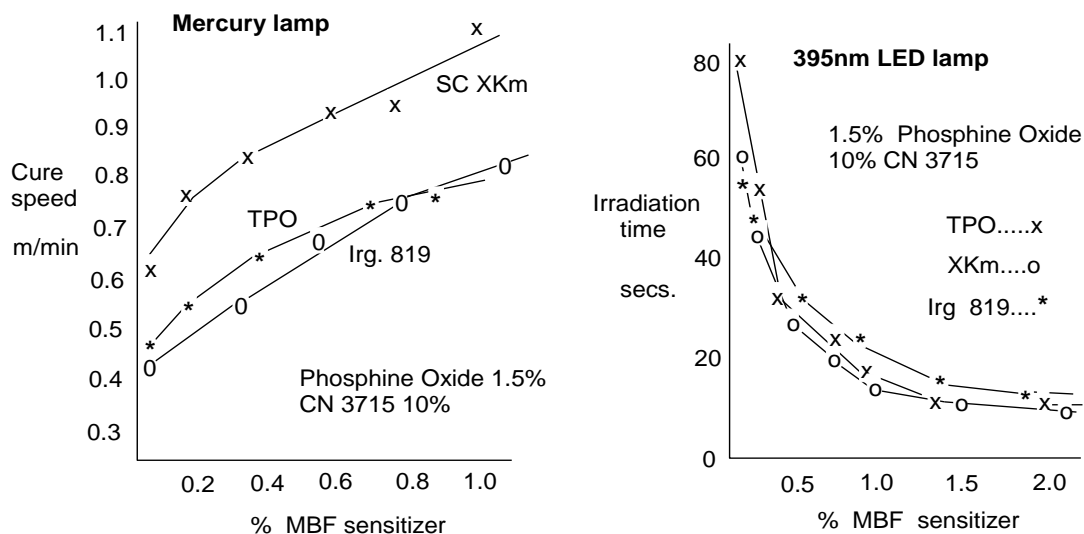 Mercury lamp
1.1
1.0
0.9
0.8
0.7
0.6
0.5
0.4
0.3
Cure
speed
m/min
SC XKm
TPO
Irg. 819
Phosphine Oxide 1.5%
CN 3715 10%
0.2 0.4 0.6 0.8 1.0
% MBF sensitizer
395nm LED lamp
80
60
40
20
0
Irradiation
time
secs.
1.5% Phosphine Oxide
10% CN 3715
TPO.....x
XKm....o
Irg 819....*
0.5 1.0 1.5 2.0
% MBF sensitizer